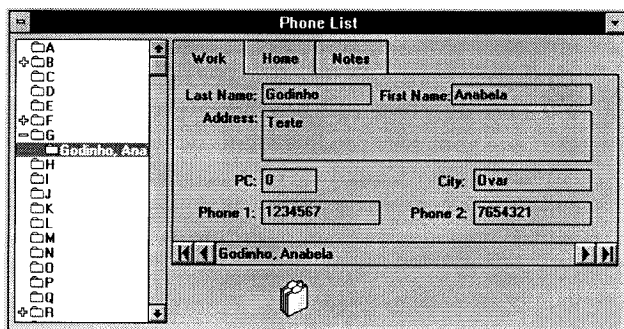 Phone List
A
B
C
D
E
F
G
Godinho, Ana
H
I
J
K
L
M
N
O
P
Q
R
Work Home Notes
Last Name: Godinho First Name: Anabela
Address: Teste
PC: 0 City: Ovar
Phone 1: 1234567 Phone 2: 7654321
Godinho, Anabela